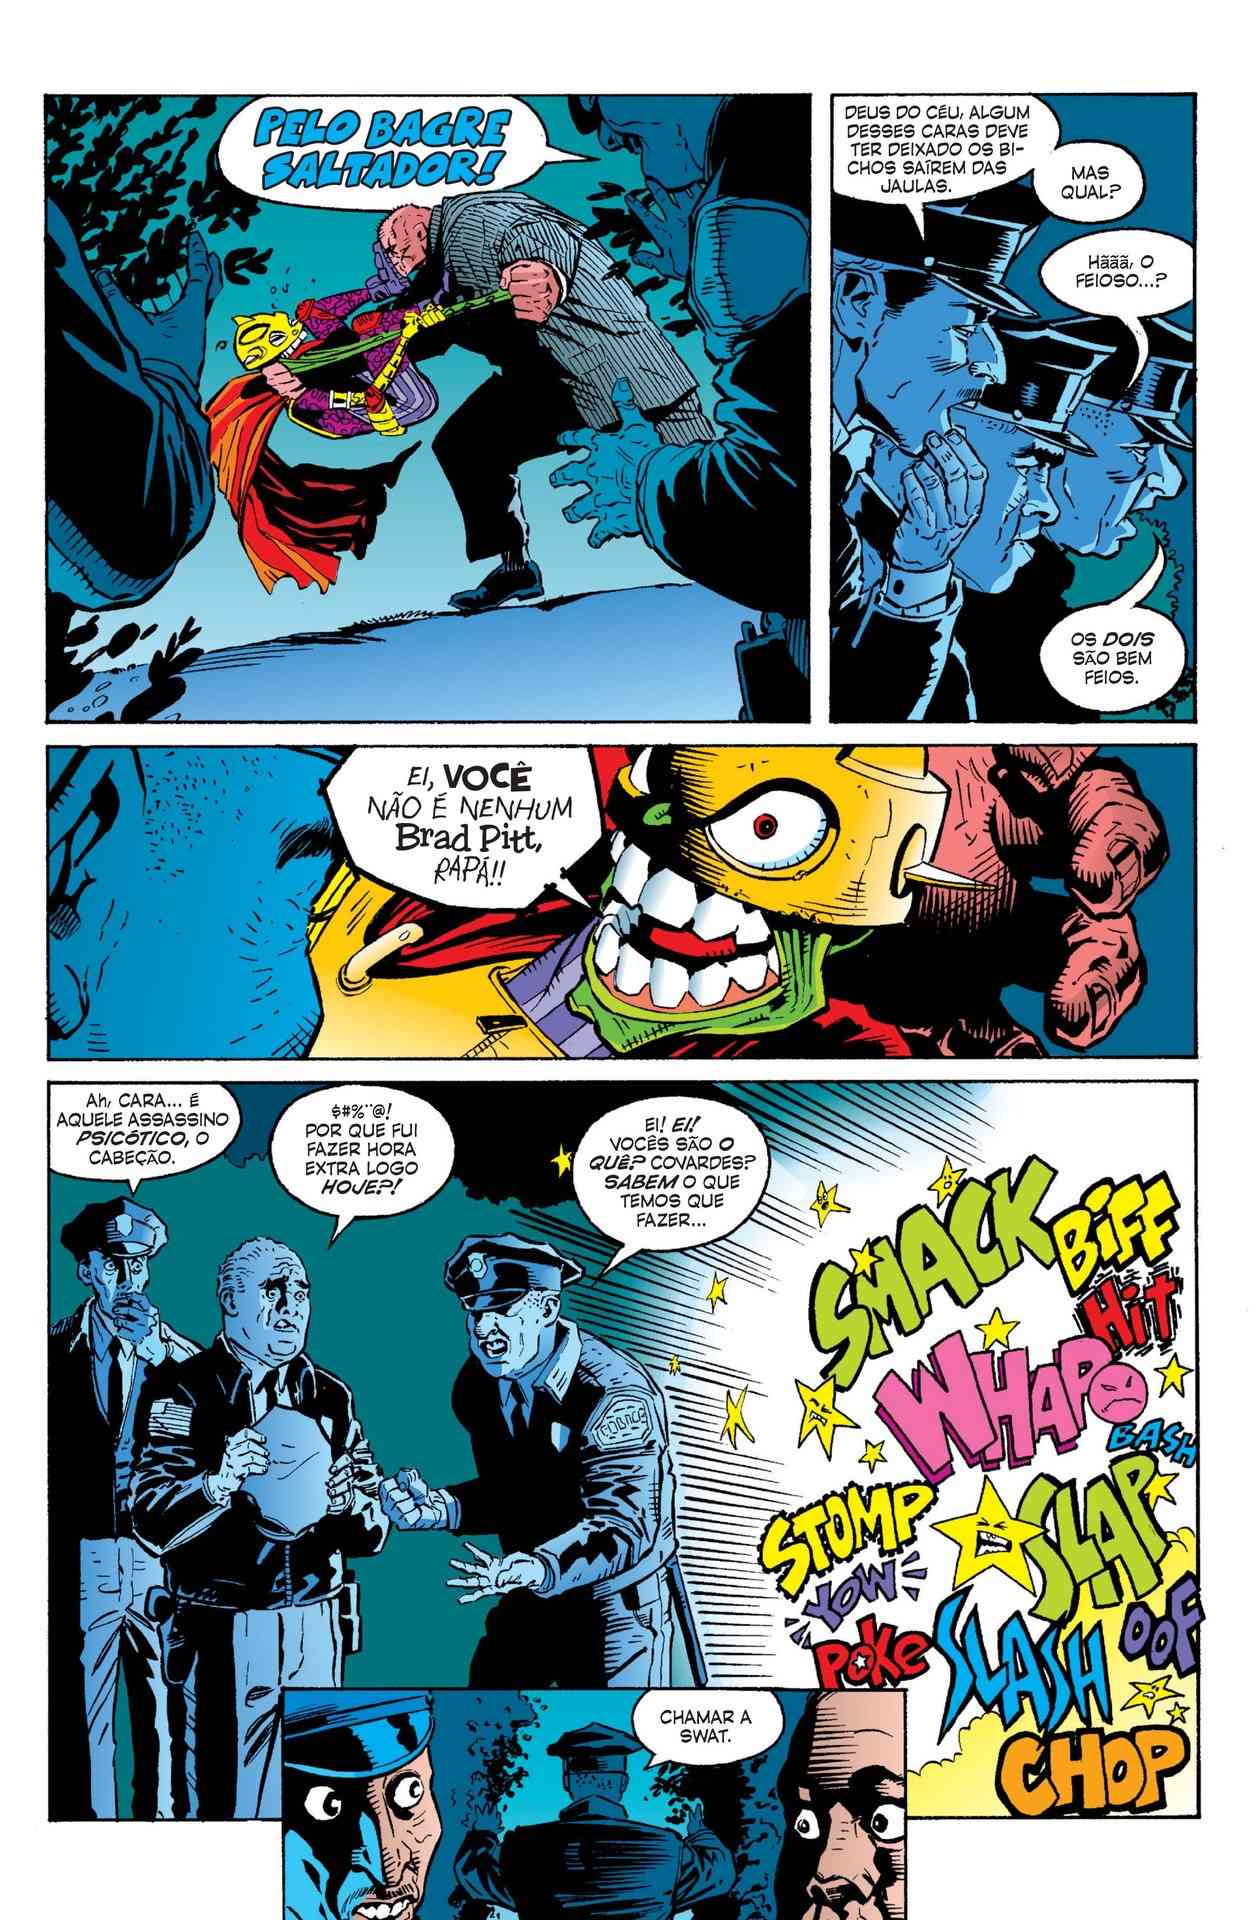 PELO BAGRE
SALTADOR!
DEUS DO CÉU, ALGUM
DESSES CARAS DEVE
TER DEIXADO OS BI-
CHOS SAÍREM DAS
JAULAS.
MAS
QUAL?
HÃÃÃ, O
FEIOSO...?
OS DOIS
SÃO BEM
FEIOS.
EI, VOCÊ
NÃO É NENHUM
Brad Pitt,
RAPÁ!!
Ah, CARA... É
AQUELE ASSASSINO
PSICÓTICO, O
CABEÇÃO.
$#%¨@!
POR QUE FUI
FAZER HORA
EXTRA LOGO
HOJE?!
EI! EI!
VOCÊS SÃO O
QUÊ? COVARDES?
SABEM O QUE
TEMOS QUE
FAZER...
SMACK
BIFF
HIT
WHAP
BASH
STOMP
SLAP
YOW
POKE
SLASH
OOF
CHOP
POLICE
CHAMAR A
SWAT.